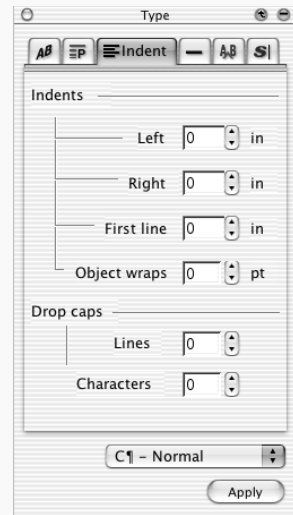 Type
AB P Indent AB S
Indents
Left 0 in
Right 0 in
First line 0 in
Object wraps 0 pt
Drop caps
Lines 0
Characters 0
C¶ – Normal
Apply